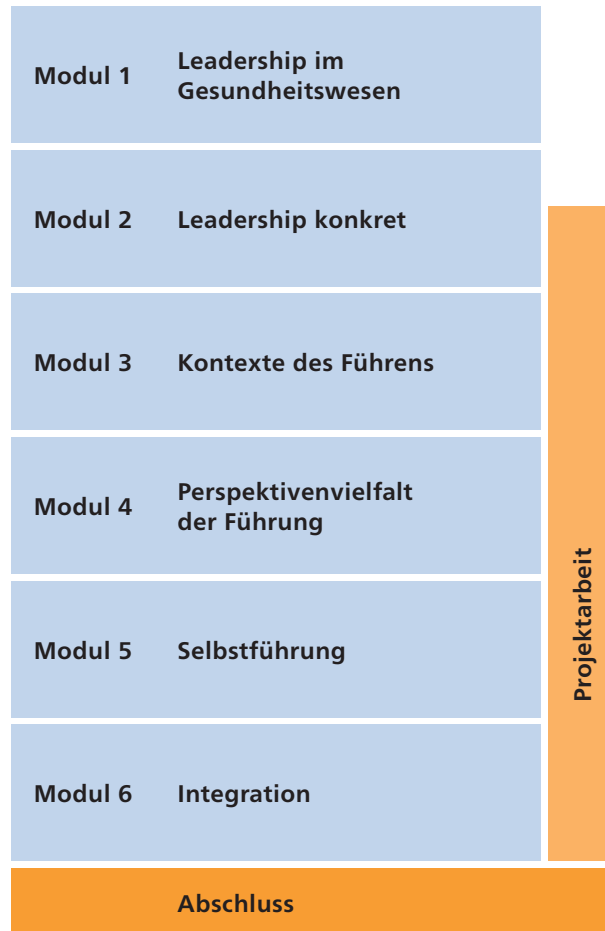 Modul 1 Leadership im
Gesundheitswesen
Modul 2 Leadership konkret
Modul 3 Kontexte des Führens
Modul 4 Perspektivenvielfalt
der Führung
Modul 5 Selbstführung
Modul 6 Integration
Projektarbeit
Abschluss